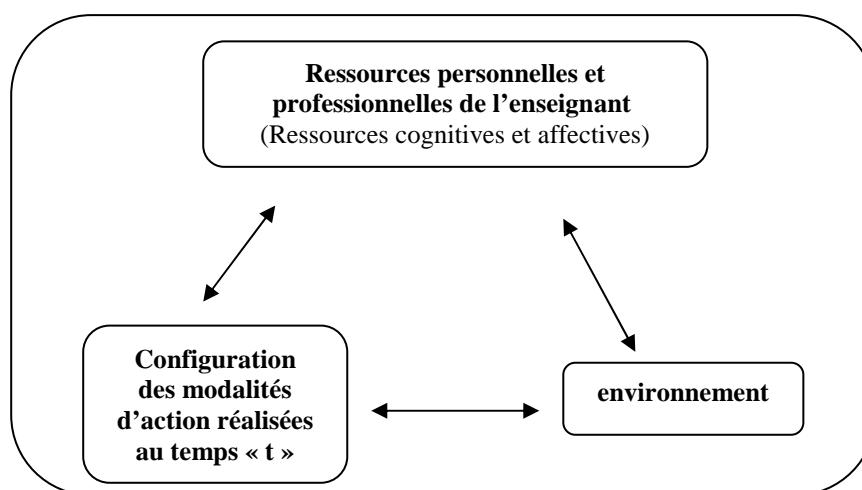 Ressources personnelles et
professionnelles de l’enseignant
(Ressources cognitives et affectives)
Configuration
des modalités
d’action réalisées
au temps « t »
environnement